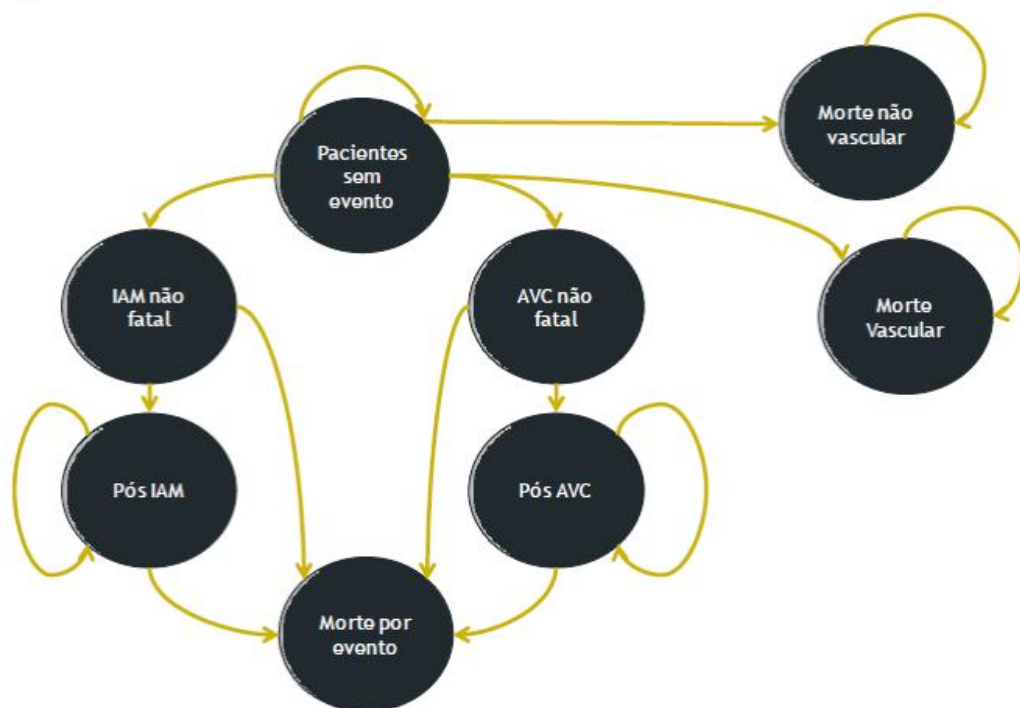 Morte não
vascular
Pacientes
sem
evento
IAM não
fatal
AVC não
fatal
Morte
Vascular
Pós IAM
Pós AVC
Morte por
evento